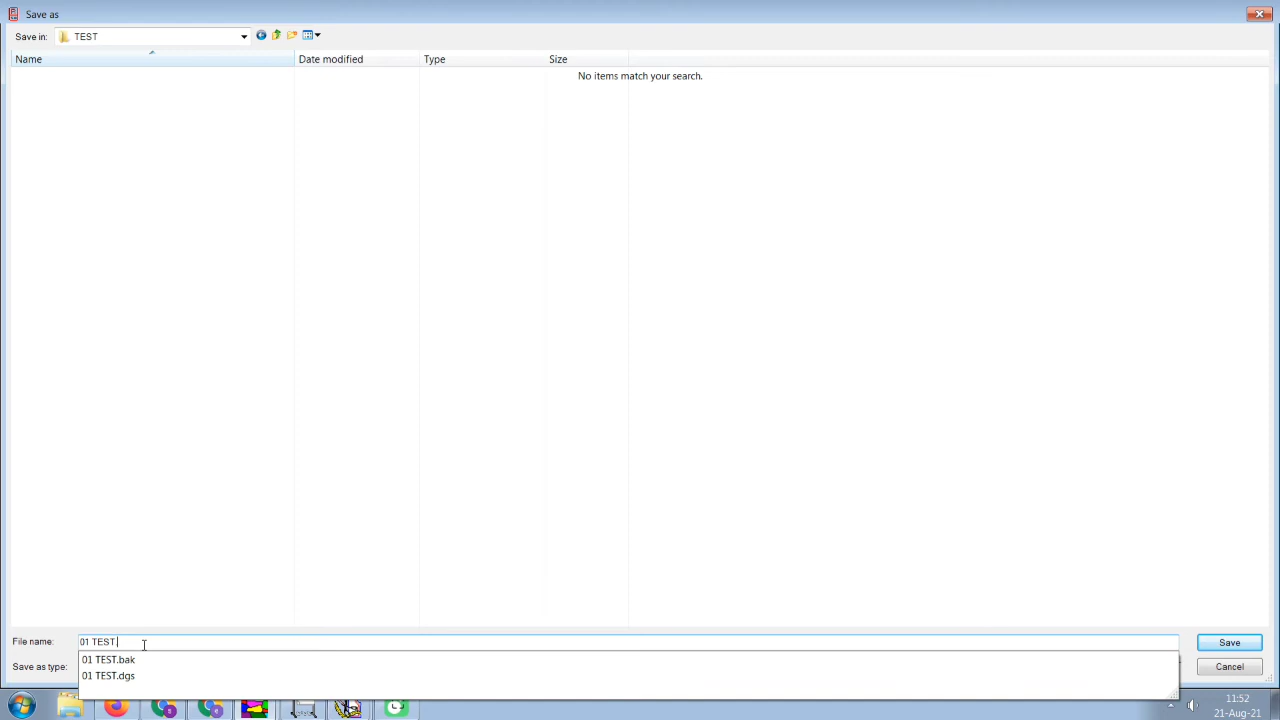 Save as
Save in: TEST
Name Date modified Type Size
No items match your search.
File name: 01 TEST
01 TEST.bak
01 TEST.dgs
Save as type:
Save
Cancel
11:52
21-Aug-21